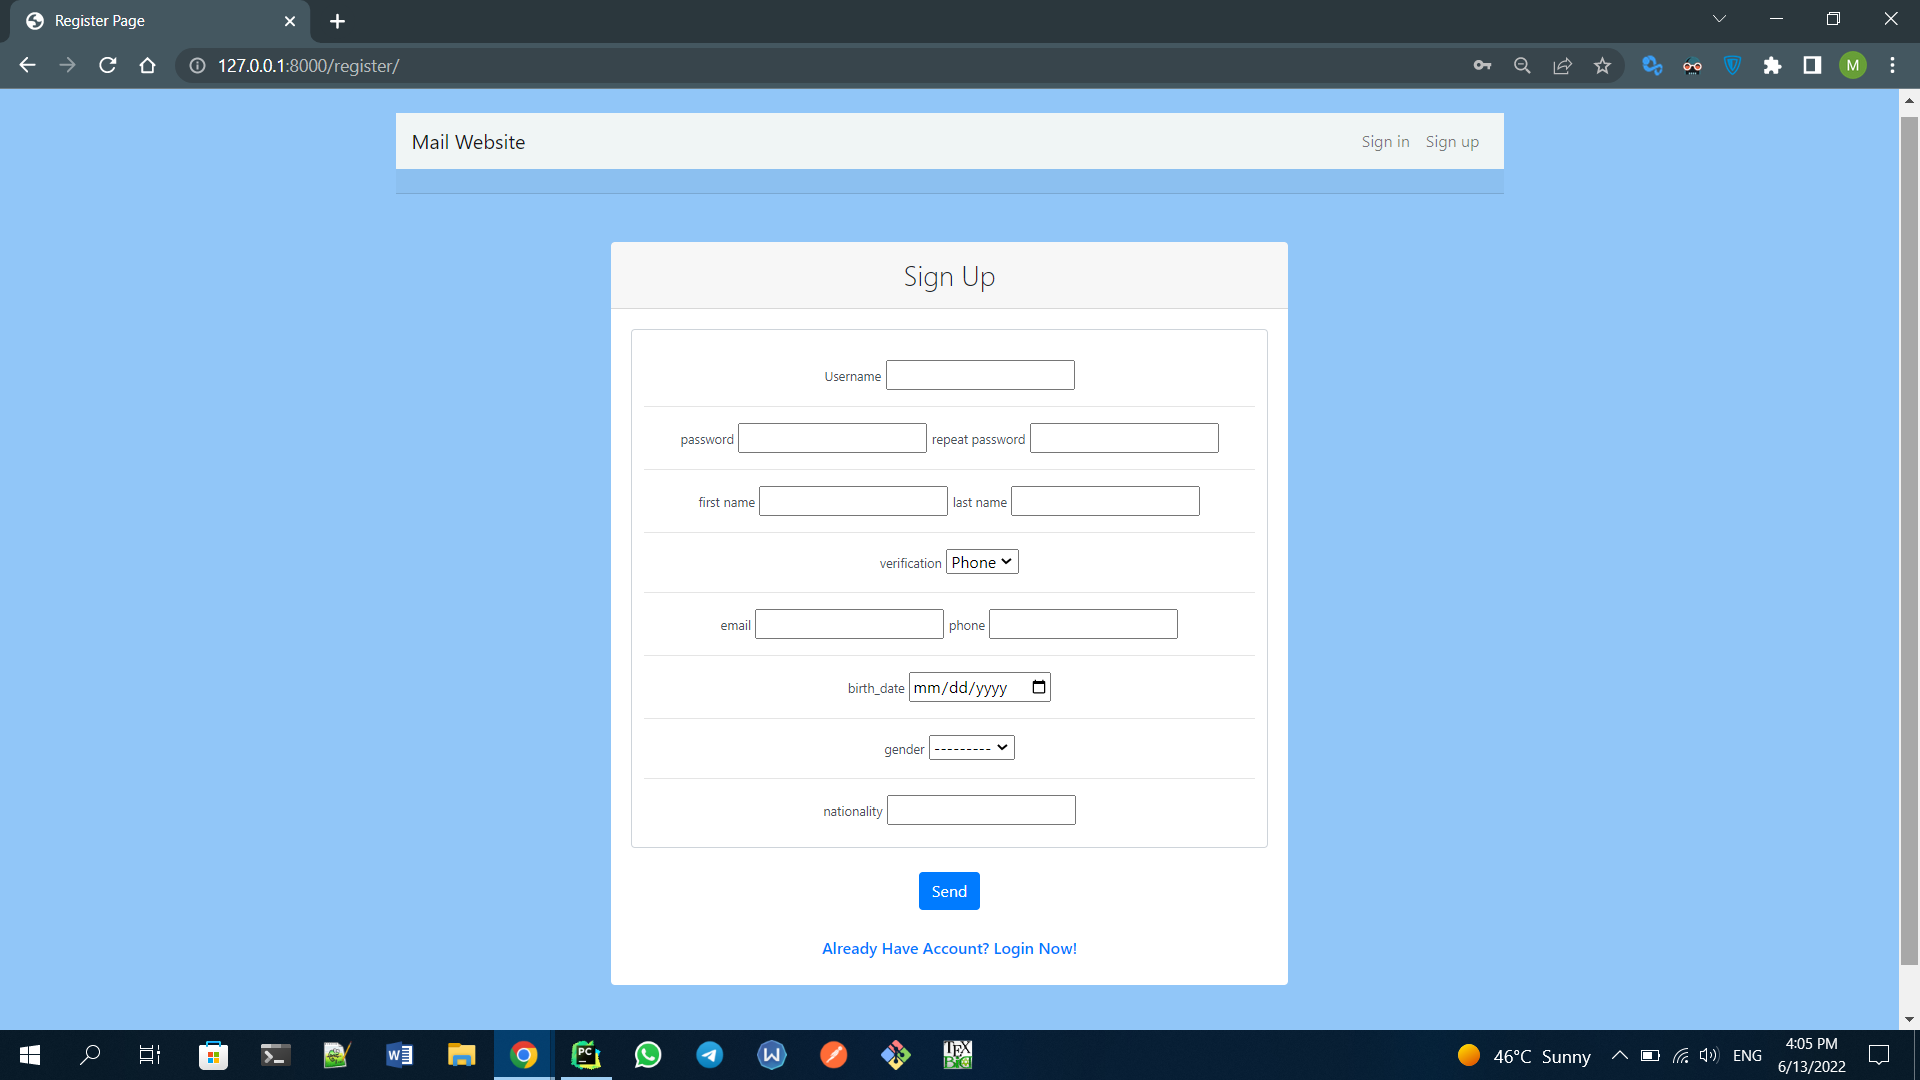 Register Page
127.0.0.1:8000/register/
M
Mail Website
Sign in Sign up
Sign Up
Username
password repeat password
first name last name
verification Phone
email phone
birth_date mm/dd/yyyy
gender ---------
nationality
Send
Already Have Account? Login Now!
W
PC
W
TEX
46°C Sunny
ENG
4:05 PM
6/13/2022